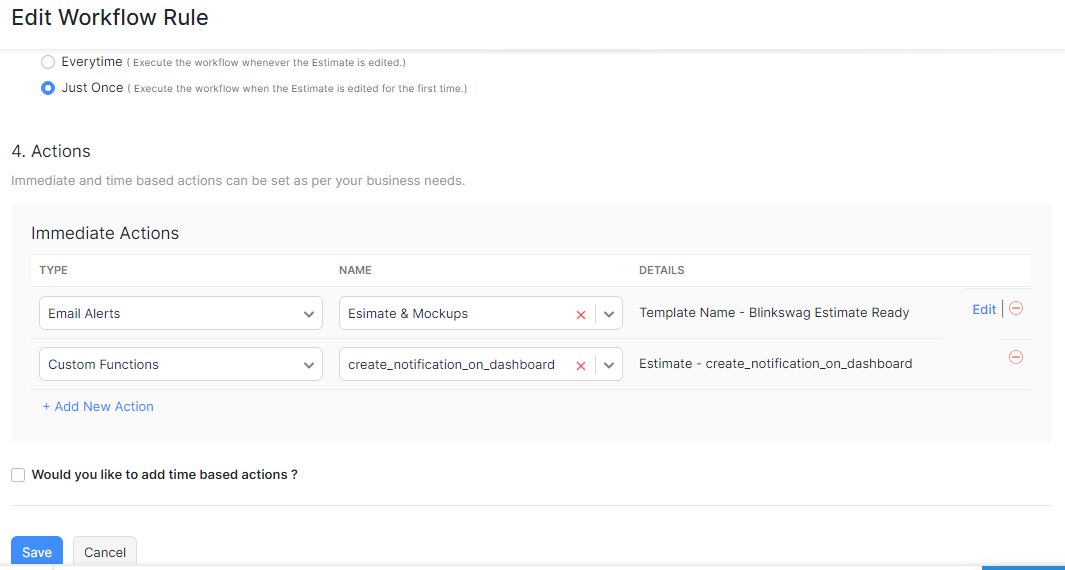 Edit Workflow Rule
Everytime ( Execute the workflow whenever the Estimate is edited.)
Just Once ( Execute the workflow when the Estimate is edited for the first time.)
4. Actions
Immediate and time based actions can be set as per your business needs.
Immediate Actions
TYPE NAME DETAILS
Email Alerts Esimate & Mockups Template Name - Blinkswag Estimate Ready Edit
Custom Functions create_notification_on_dashboard Estimate - create_notification_on_dashboard
+ Add New Action
Would you like to add time based actions ?
Save Cancel